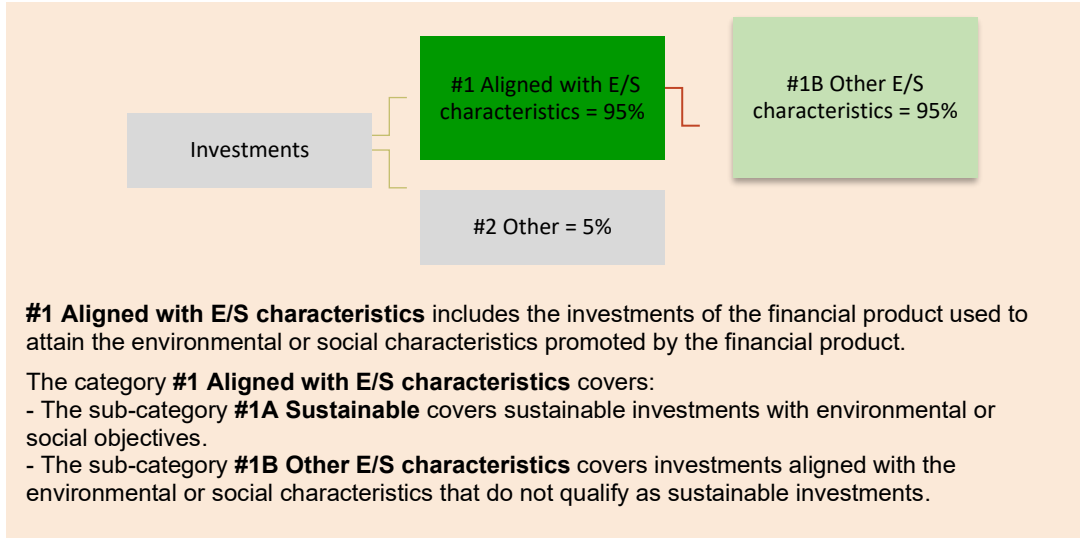 #1 Aligned with E/S
characteristics = 95%
#1B Other E/S
characteristics = 95%
Investments
#2 Other = 5%
#1 Aligned with E/S characteristics includes the investments of the financial product used to
attain the environmental or social characteristics promoted by the financial product.
The category #1 Aligned with E/S characteristics covers:
- The sub-category #1A Sustainable covers sustainable investments with environmental or
social objectives.
- The sub-category #1B Other E/S characteristics covers investments aligned with the
environmental or social characteristics that do not qualify as sustainable investments.